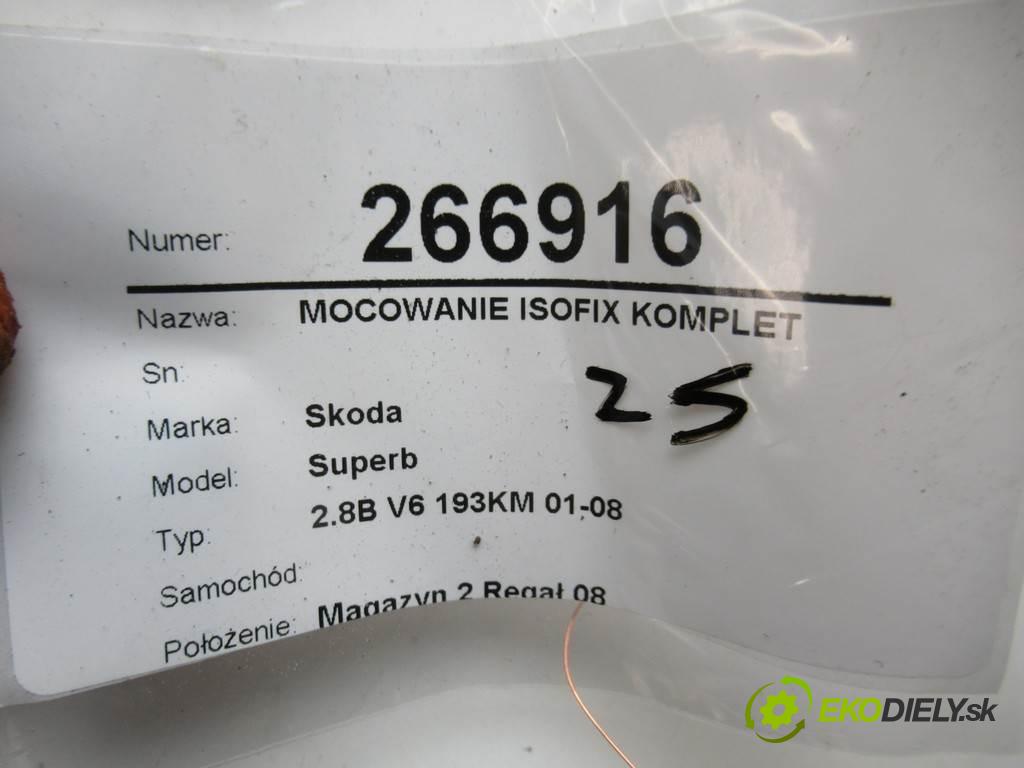 Numer: 266916
Nazwa: MOCOWANIE ISOFIX KOMPLET
Sn:
25
Marka: Skoda
Model: Superb
Typ: 2.8B V6 193KM 01-08
Samochód:
Położenie: Magazyn 2 Regał 08
EKODIELY.sk